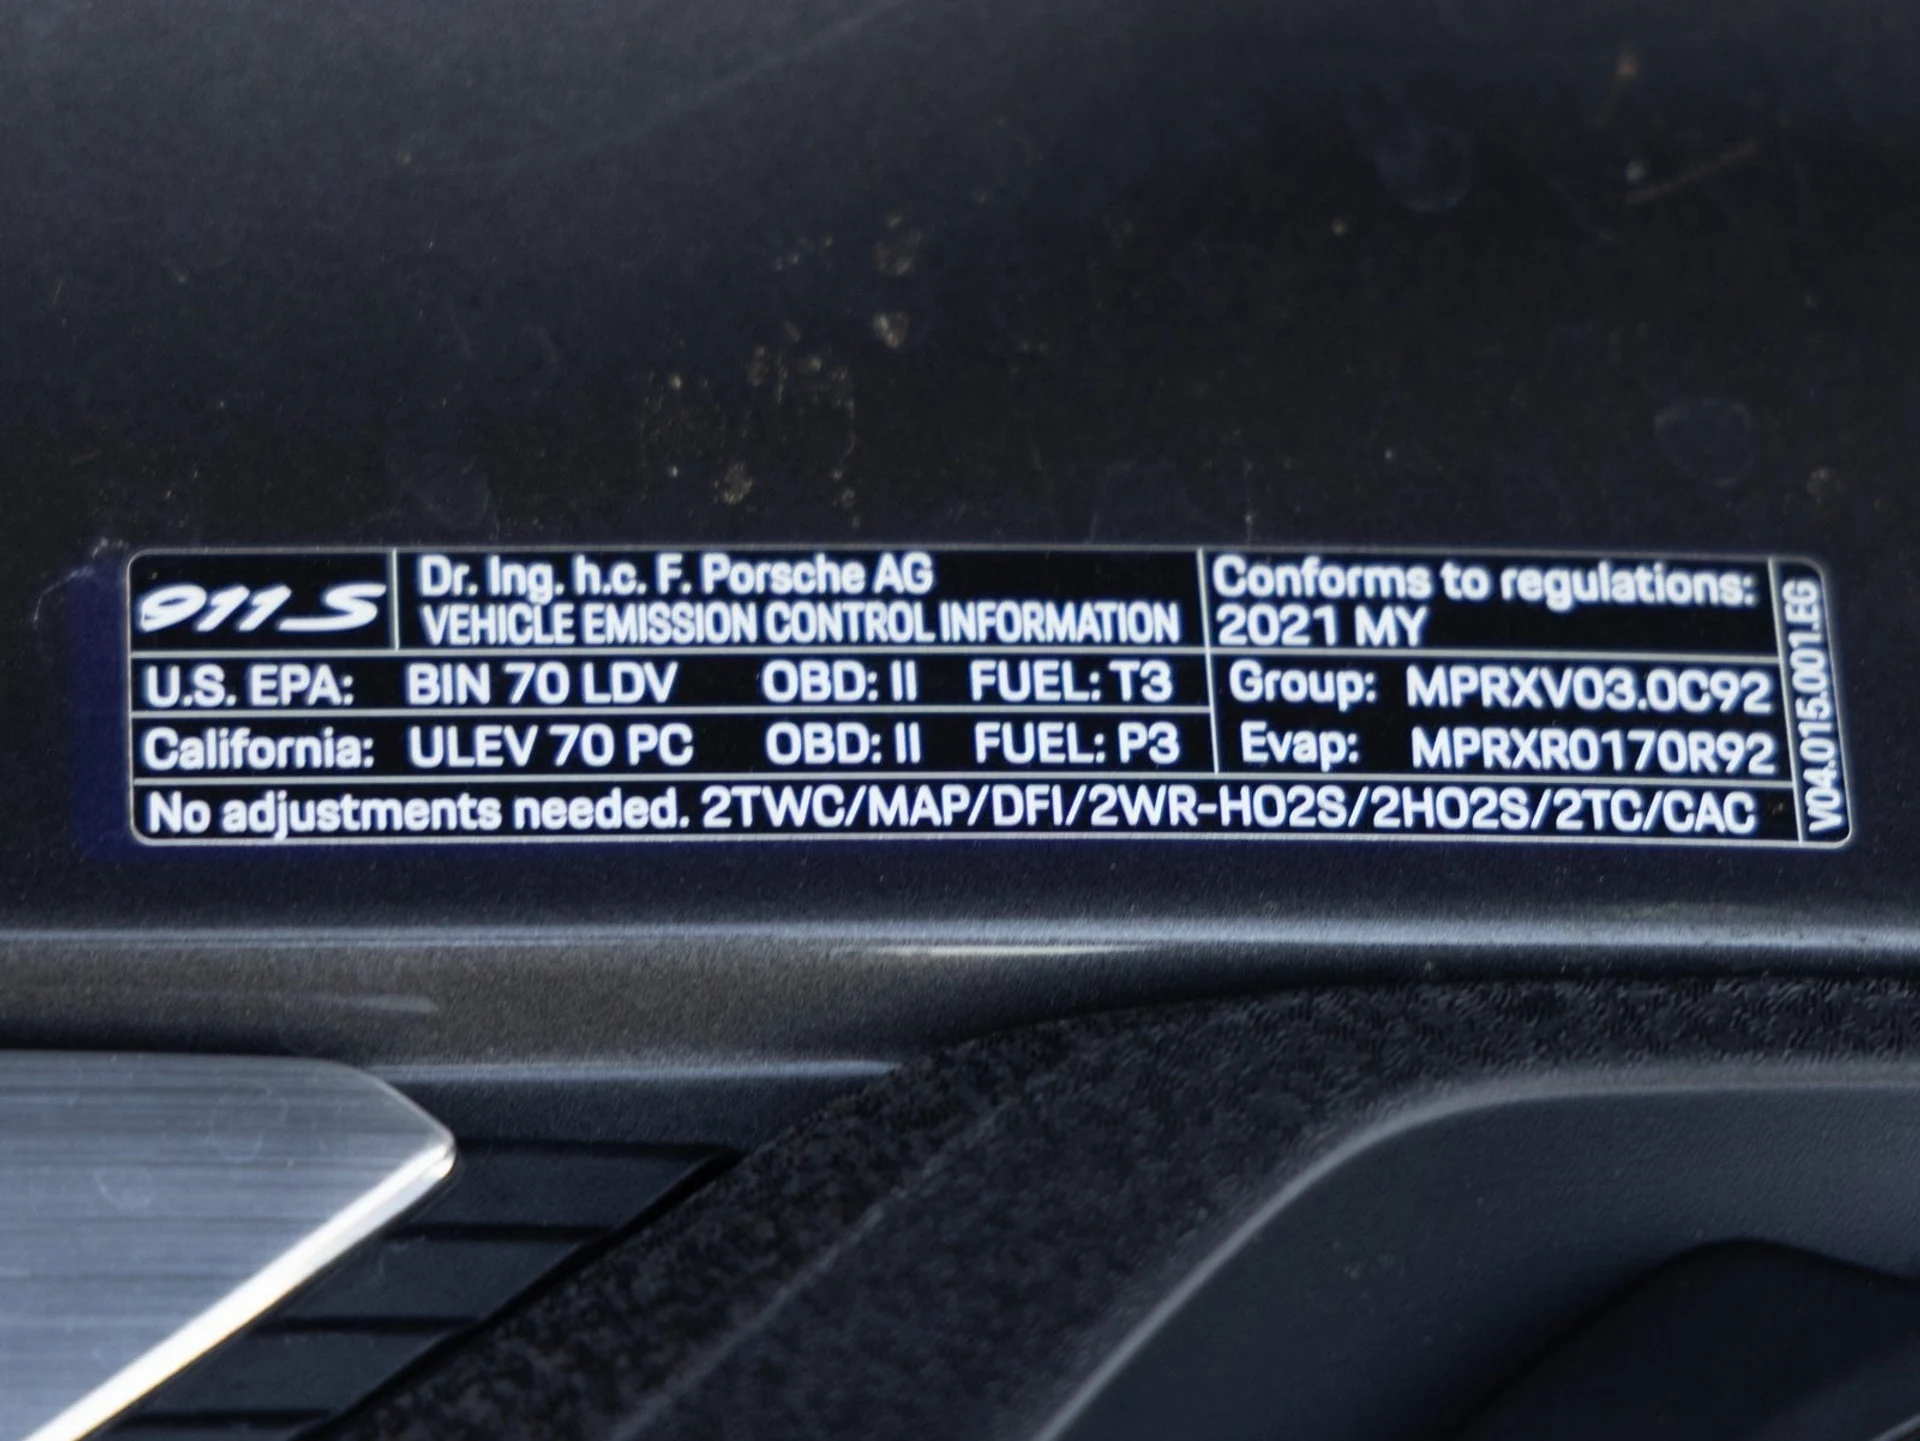 911 S
Dr. Ing. h.c. F. Porsche AG
VEHICLE EMISSION CONTROL INFORMATION
Conforms to regulations:
2021 MY
U.S. EPA: BIN 70 LDV OBD: II FUEL: T3
Group: MPRXV03.0C92
California: ULEV 70 PC OBD: II FUEL: P3
Evap: MPRXR0170R92
No adjustments needed. 2TWC/MAP/DFI/2WR-HO2S/2HO2S/2TC/CAC
V04.015.001.EG